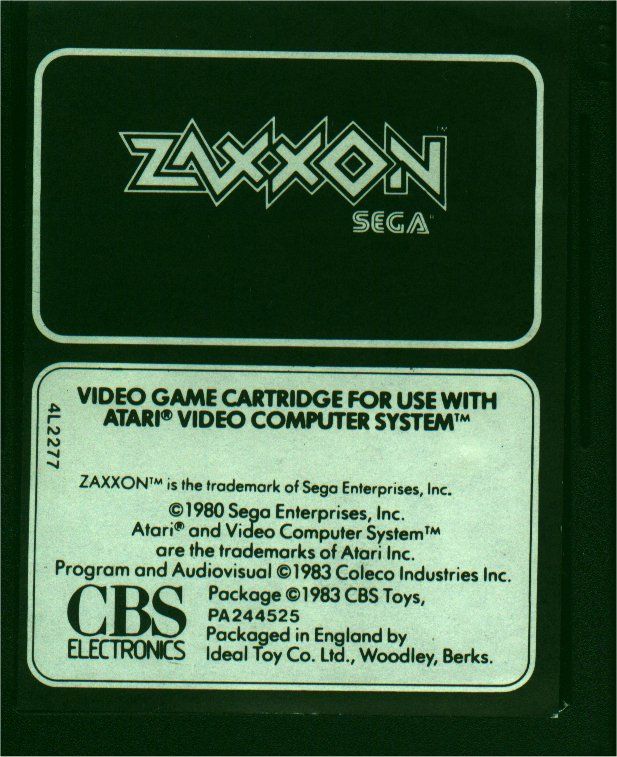 ZAXXON™
SEGA™
VIDEO GAME CARTRIDGE FOR USE WITH
ATARI® VIDEO COMPUTER SYSTEM™
4L2277
ZAXXON™ is the trademark of Sega Enterprises, Inc.
©1980 Sega Enterprises, Inc.
Atari® and Video Computer System™
are the trademarks of Atari Inc.
Program and Audiovisual ©1983 Coleco Industries Inc.
CBS
ELECTRONICS
Package ©1983 CBS Toys,
PA244525
Packaged in England by
Ideal Toy Co. Ltd., Woodley, Berks.